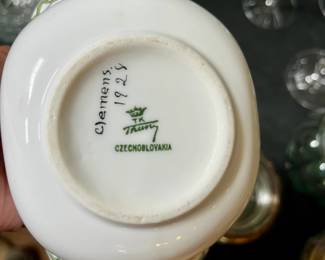 Clemens.
1929
TK
Thun
CZECHOSLOVAKIA